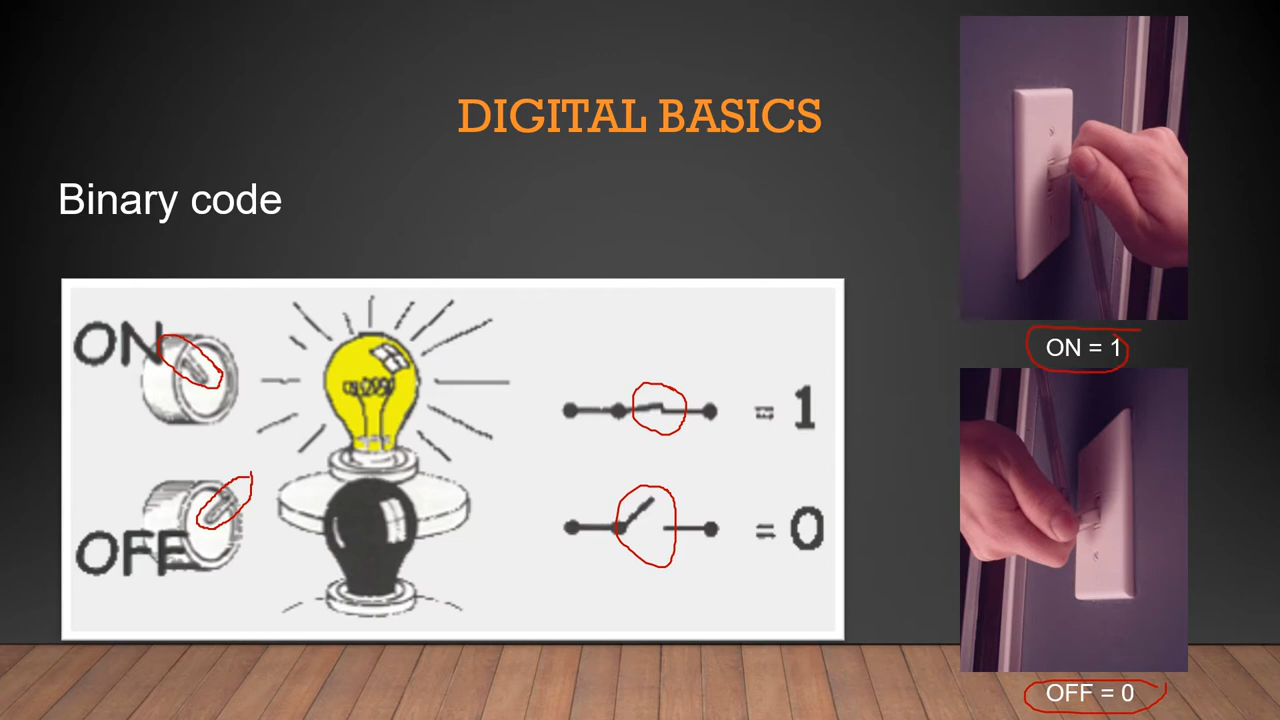 DIGITAL BASICS
Binary code
ON
= 1
OFF
= 0
ON = 1
OFF = 0